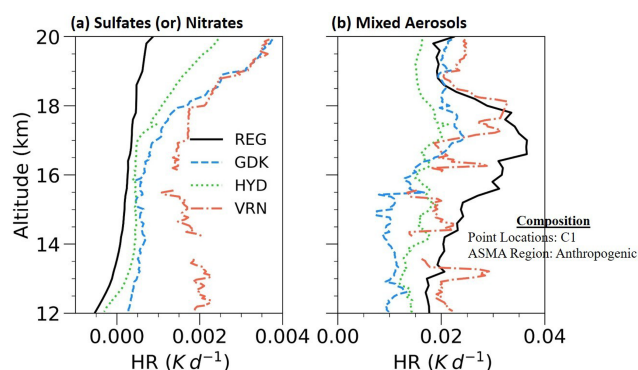 (a) Sulfates (or) Nitrates
(b) Mixed Aerosols
20
18
16
14
12
Altitude (km)
REG
GDK
HYD
VRN
0.000
0.002
0.004
HR (K d⁻¹)
0.00
0.02
0.04
HR (K d⁻¹)
Composition
Point Locations: C1
ASMA Region: Anthropogenic